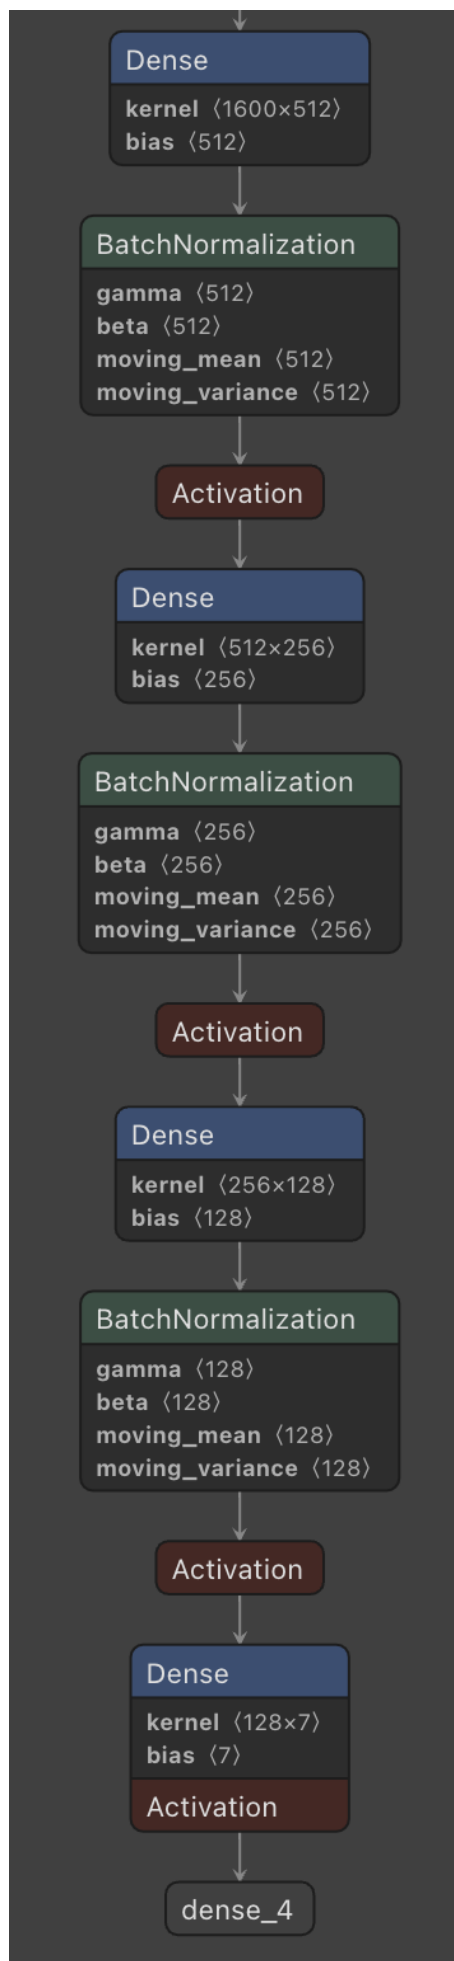 Dense
kernel ⟨1600×512⟩
bias ⟨512⟩
BatchNormalization
gamma ⟨512⟩
beta ⟨512⟩
moving_mean ⟨512⟩
moving_variance ⟨512⟩
Activation
Dense
kernel ⟨512×256⟩
bias ⟨256⟩
BatchNormalization
gamma ⟨256⟩
beta ⟨256⟩
moving_mean ⟨256⟩
moving_variance ⟨256⟩
Activation
Dense
kernel ⟨256×128⟩
bias ⟨128⟩
BatchNormalization
gamma ⟨128⟩
beta ⟨128⟩
moving_mean ⟨128⟩
moving_variance ⟨128⟩
Activation
Dense
kernel ⟨128×7⟩
bias ⟨7⟩
Activation
dense_4